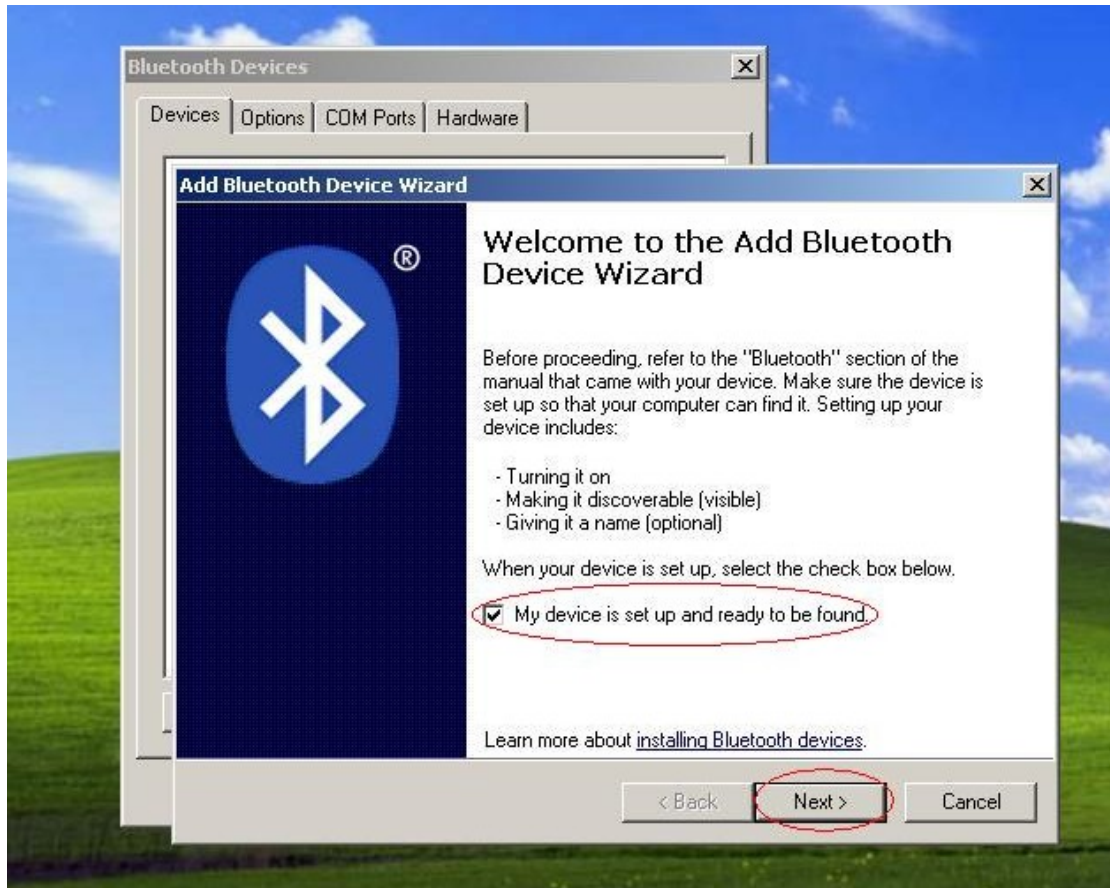 Bluetooth Devices
Devices Options COM Ports Hardware
Add Bluetooth Device Wizard
®
Welcome to the Add Bluetooth
Device Wizard
Before proceeding, refer to the "Bluetooth" section of the
manual that came with your device. Make sure the device is
set up so that your computer can find it. Setting up your
device includes:
- Turning it on
- Making it discoverable (visible)
- Giving it a name (optional)
When your device is set up, select the check box below.
My device is set up and ready to be found.
Learn more about installing Bluetooth devices.
< Back Next > Cancel